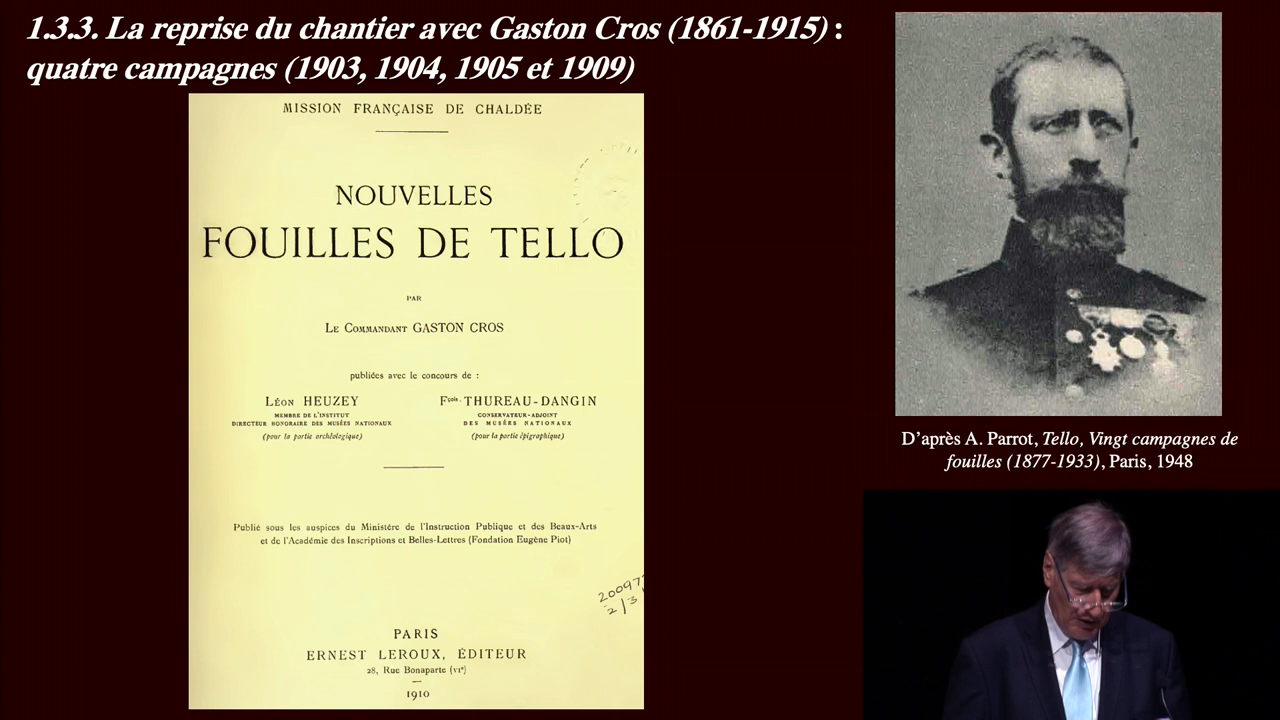 1.3.3. La reprise du chantier avec Gaston Cros (1861-1915) :
quatre campagnes (1903, 1904, 1905 et 1909)
MISSION FRANÇAISE DE CHALDÉE
NOUVELLES
FOUILLES DE TELLO
PAR
LE COMMANDANT GASTON CROS
publiées avec le concours de :
LÉON HEUZEY
MEMBRE DE L'INSTITUT
DIRECTEUR HONORAIRE DES MUSÉES NATIONAUX
(pour la partie archéologique)
Fçois. THUREAU-DANGIN
CONSERVATEUR-ADJOINT
DES MUSÉES NATIONAUX
(pour la partie épigraphique)
Publié sous les auspices du Ministère de l'Instruction Publique et des Beaux-Arts
et de l'Académie des Inscriptions et Belles-Lettres (Fondation Eugène Piot)
20097
2/3
PARIS
ERNEST LEROUX, ÉDITEUR
28, Rue Bonaparte (VIe)
1910
D'après A. Parrot, Tello, Vingt campagnes de
fouilles (1877-1933), Paris, 1948